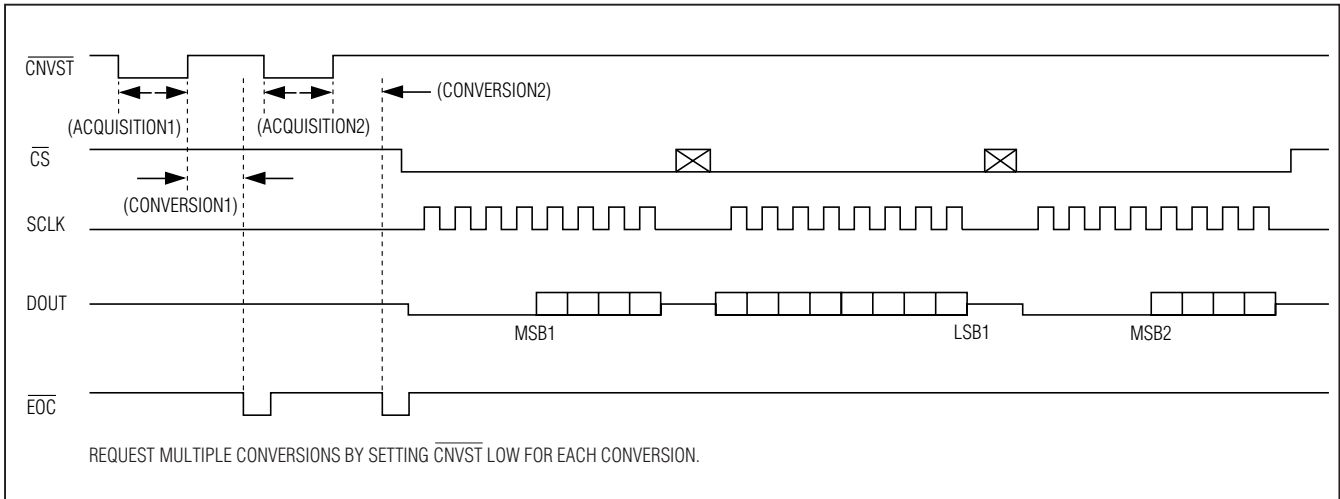 CNVST
(CONVERSION2)
(ACQUISITION1)
(ACQUISITION2)
CS
(CONVERSION1)
SCLK
DOUT
MSB1
LSB1
MSB2
EOC
REQUEST MULTIPLE CONVERSIONS BY SETTING CNVST LOW FOR EACH CONVERSION.